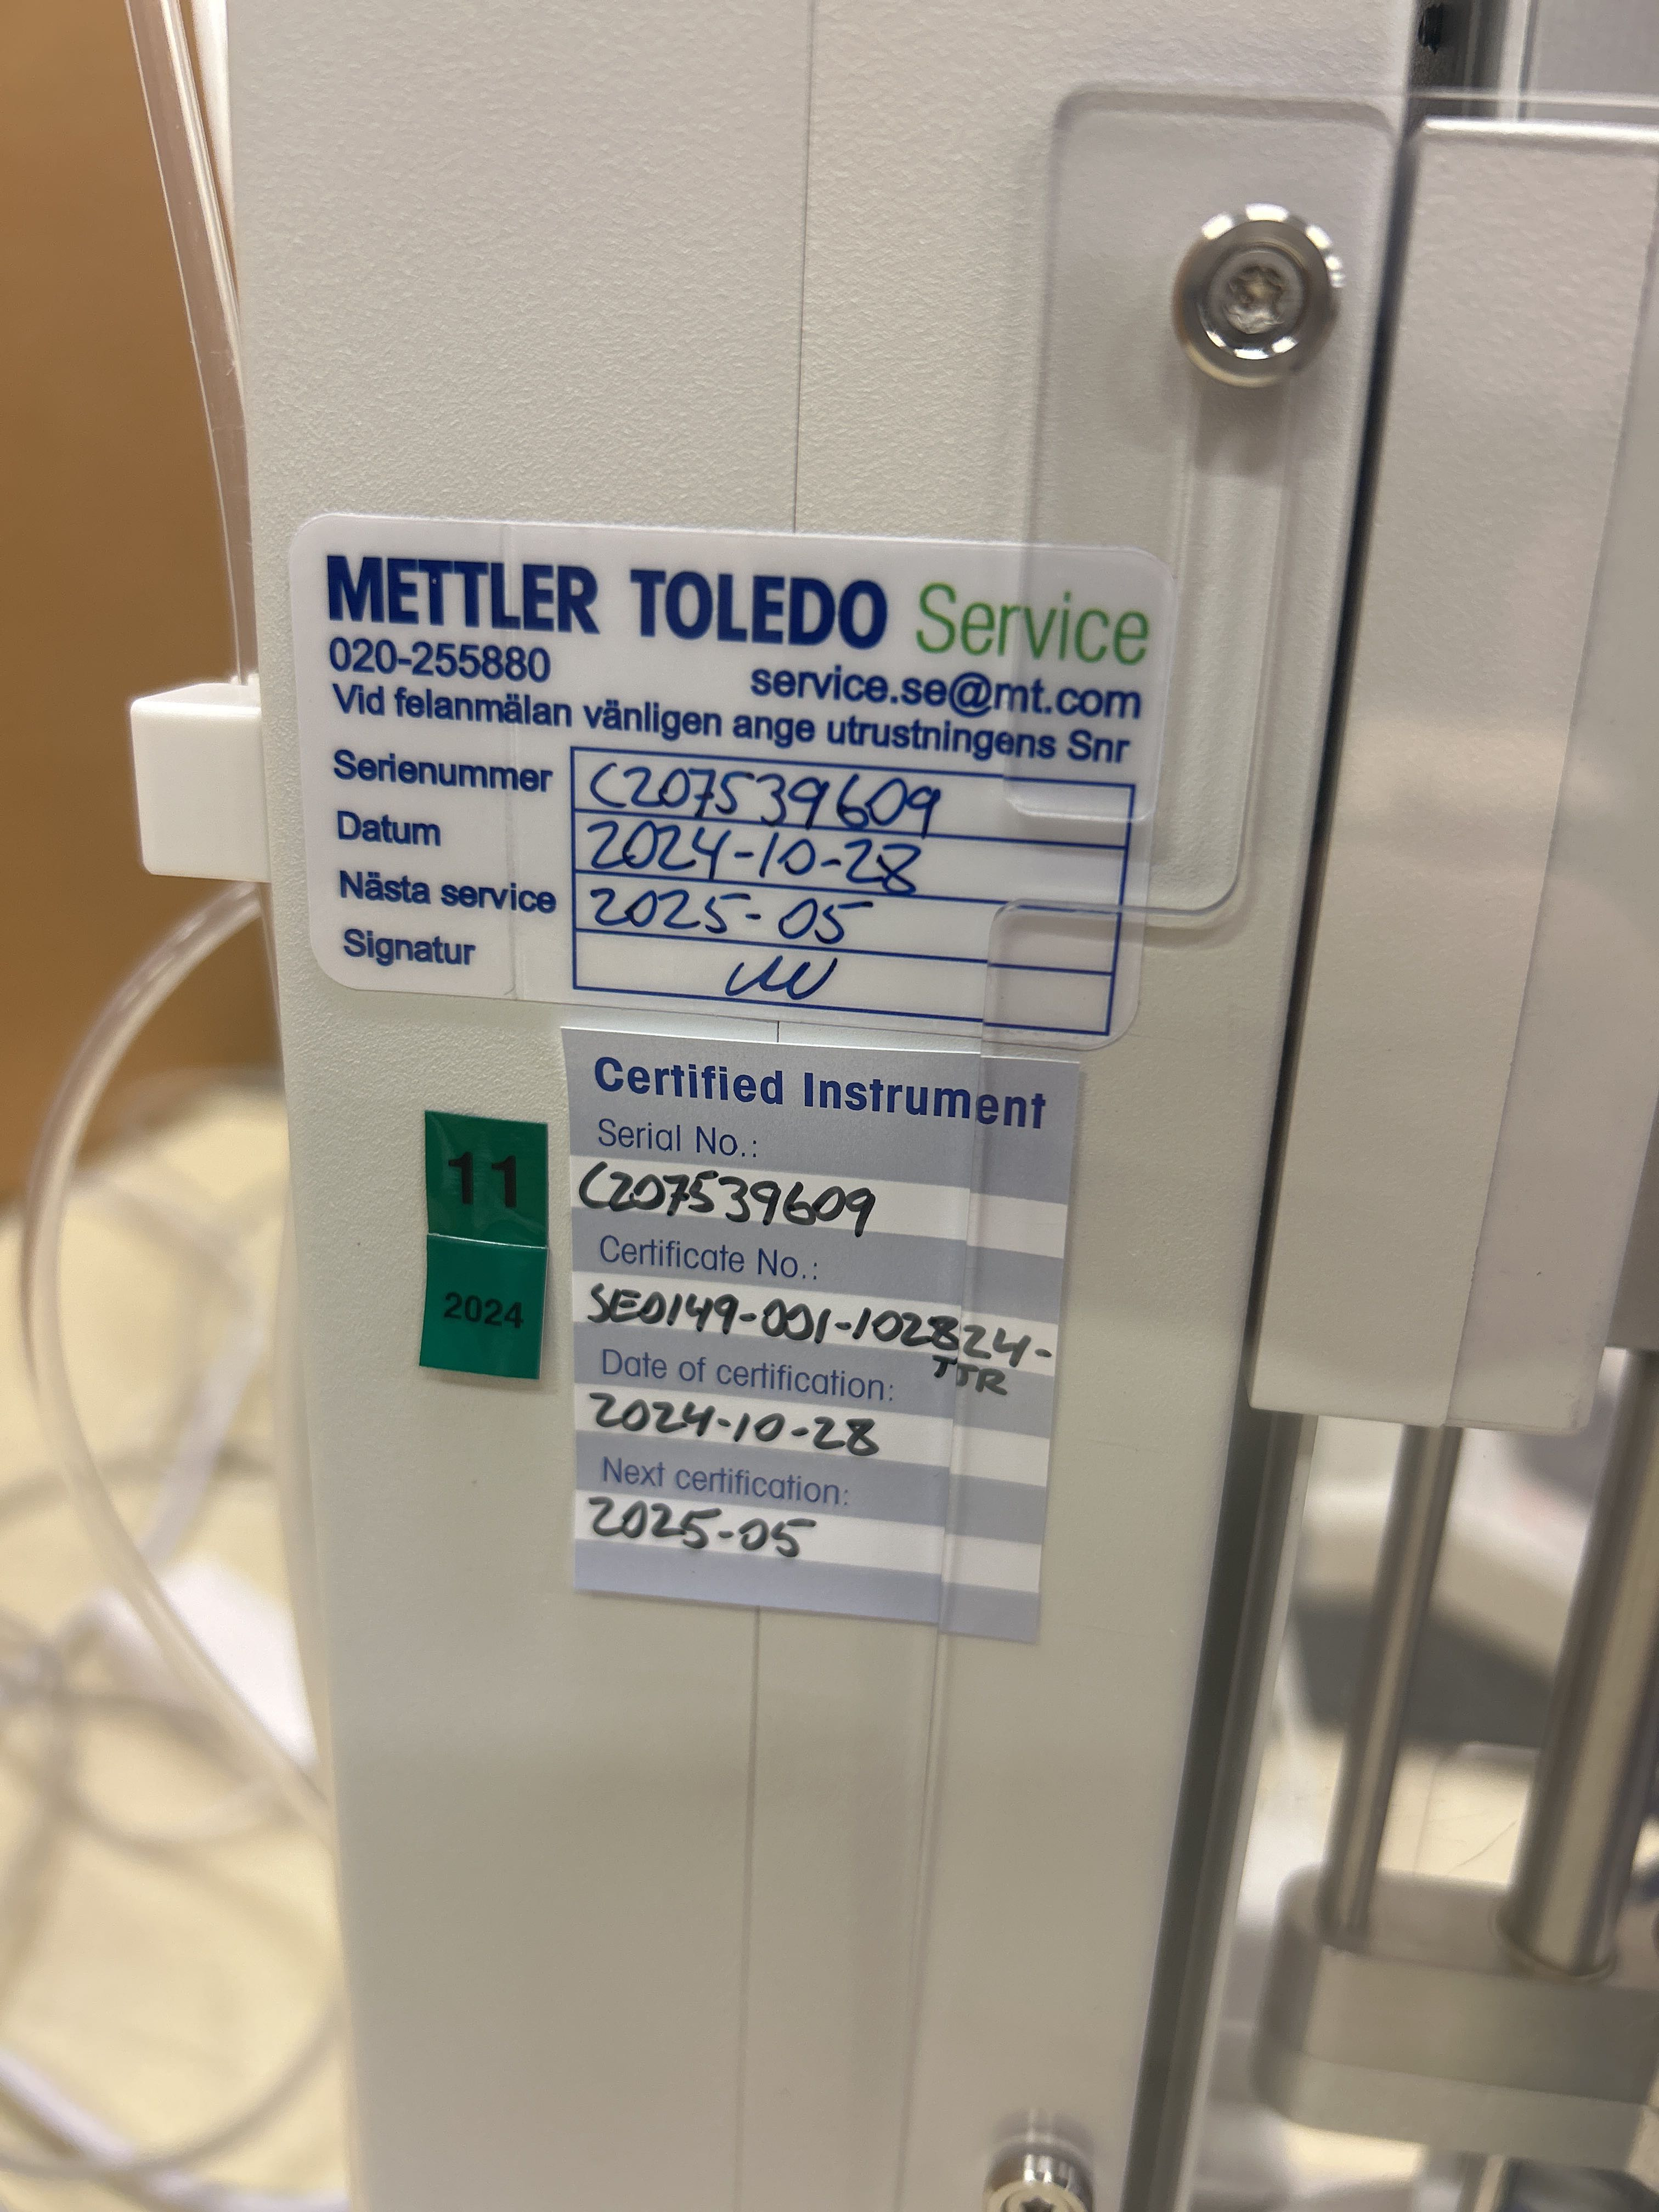 METTLER TOLEDO Service
020-255880 service.se@mt.com
Vid felanmälan vänligen ange utrustningens Snr
Serienummer C207539609
Datum 2024-10-28
Nästa service 2025-05
Signatur
Certified Instrument
Serial No.:
C207539609
Certificate No.:
SE0149-001-102824-
TJR
Date of certification:
2024-10-28
Next certification:
2025-05
11
2024